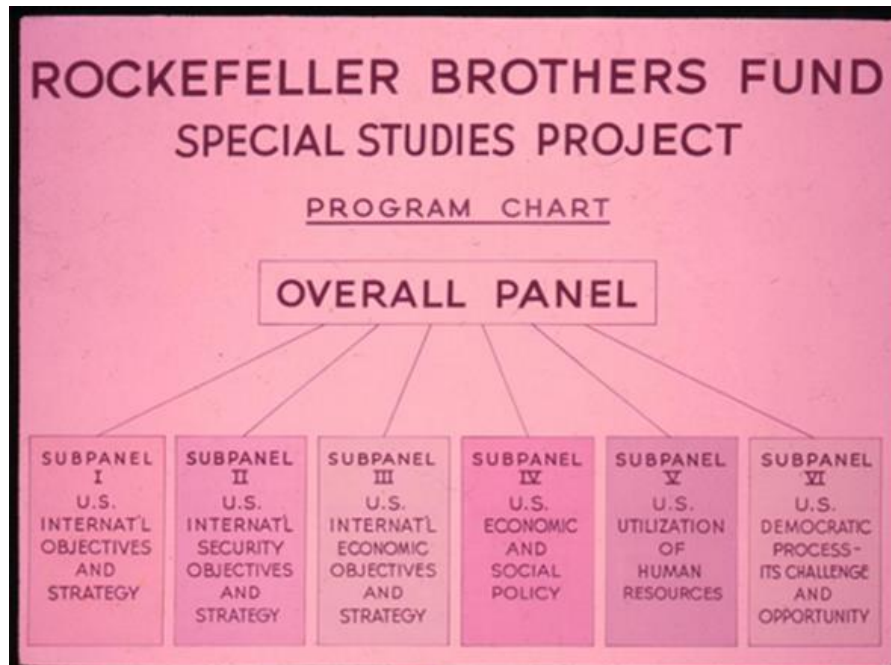 ROCKEFELLER BROTHERS FUND
SPECIAL STUDIES PROJECT
PROGRAM CHART
OVERALL PANEL
SUBPANEL
I
U.S.
INTERNAT'L
OBJECTIVES
AND
STRATEGY
SUBPANEL
II
U.S.
INTERNAT'L
SECURITY
OBJECTIVES
AND
STRATEGY
SUBPANEL
III
U.S.
INTERNAT'L
ECONOMIC
OBJECTIVES
AND
STRATEGY
SUBPANEL
IV
U.S.
ECONOMIC
AND
SOCIAL
POLICY
SUBPANEL
V
U.S.
UTILIZATION
OF
HUMAN
RESOURCES
SUBPANEL
VI
U.S.
DEMOCRATIC
PROCESS-
ITS CHALLENGE
AND
OPPORTUNITY